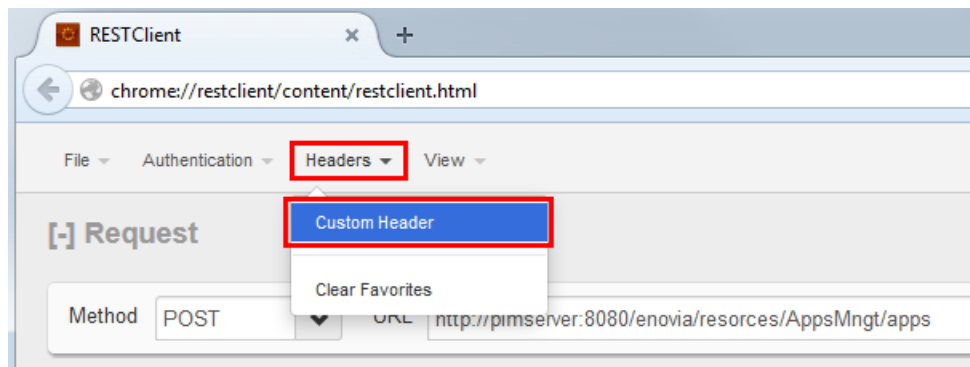 RESTClient
chrome://restclient/content/restclient.html
File Authentication Headers View
Custom Header
[-] Request
Clear Favorites
Method POST URL http://plmserver:8080/enovia/resorces/AppsMngt/apps